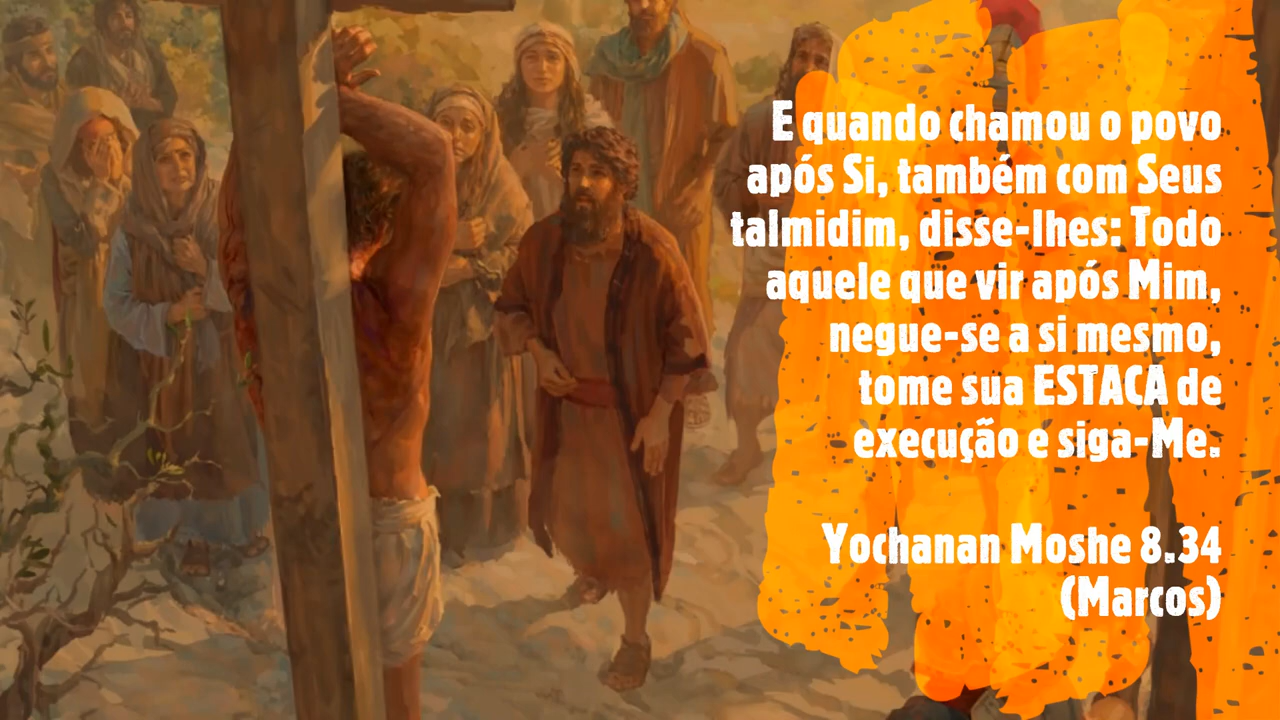 E quando chamou o povo
após Si, também com Seus
talmidim, disse-lhes: Todo
aquele que vir após Mim,
negue-se a si mesmo,
tome sua ESTACA de
execução e siga-Me.
Yochanan Moshe 8.34
(Marcos)